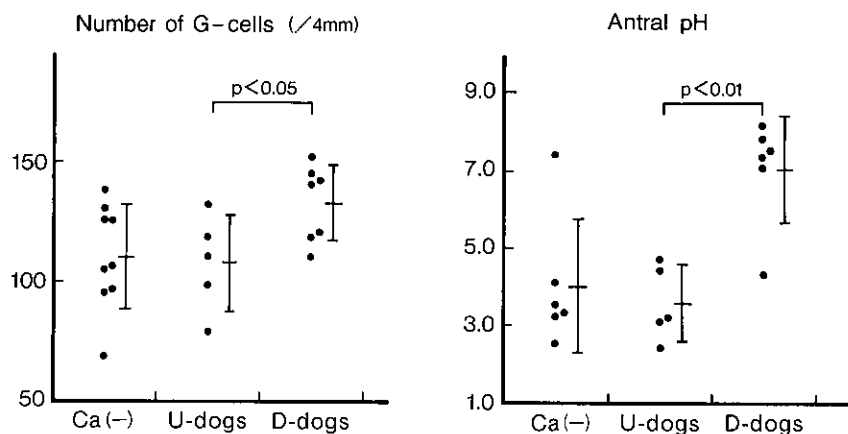 Number of G-cells (/4mm)
p<0.05
150
100
50
Ca(-) U-dogs D-dogs
Antral pH
p<0.01
9.0
7.0
5.0
3.0
1.0
Ca(-) U-dogs D-dogs